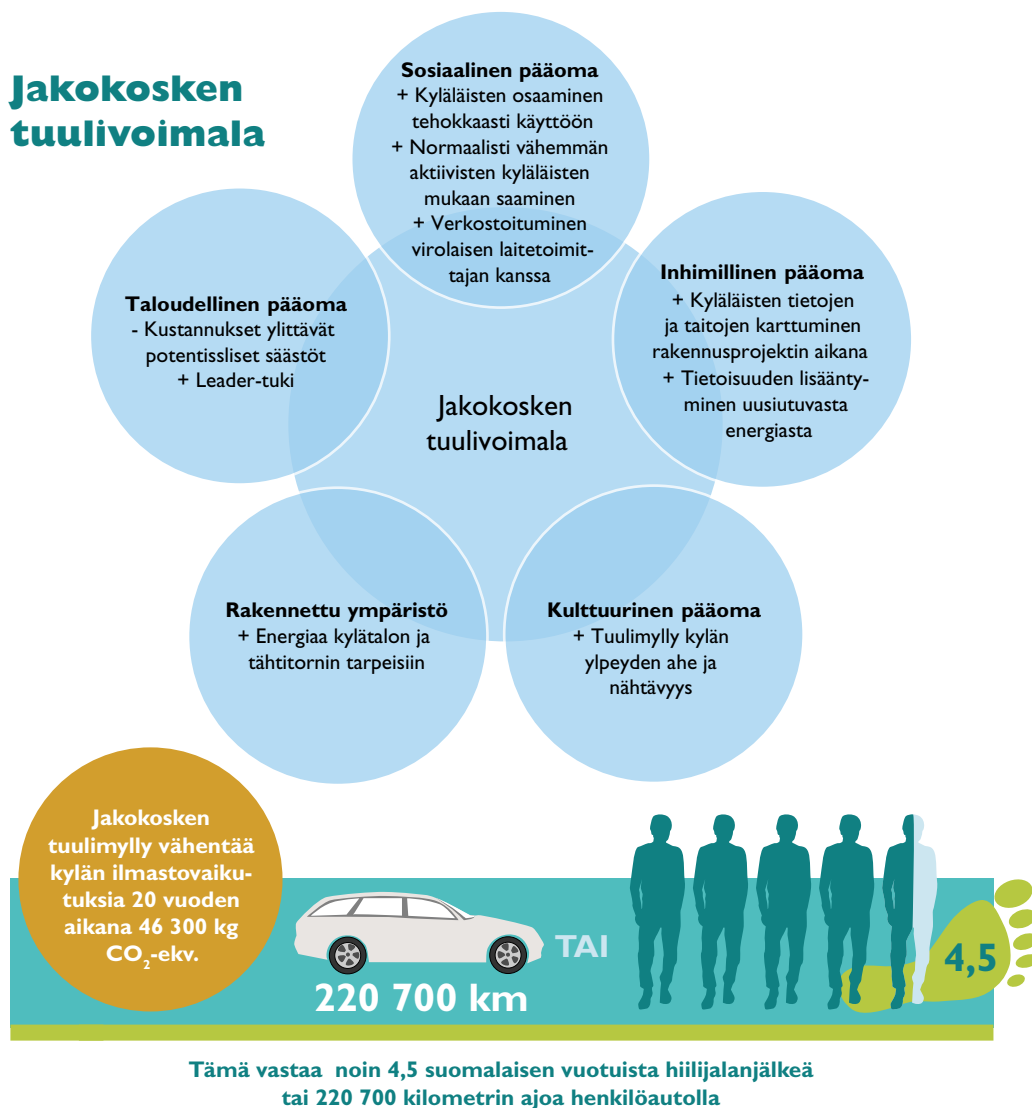 Jakokosken
tuulivoimala
Sosiaalinen pääoma
+ Kyläläisten osaaminen
tehokkaasti käyttöön
+ Normaalisti vähemmän
aktiivisten kyläläisten
mukaan saaminen
+ Verkostoituminen
virolaisen laitetoimit-
tajan kanssa
Taloudellinen pääoma
- Kustannukset ylittävät
potentissliset säästöt
+ Leader-tuki
Inhimillinen pääoma
+ Kyläläisten tietojen
ja taitojen karttuminen
rakennusprojektin aikana
+ Tietoisuuden lisäänty-
minen uusiutuvasta
energiasta
Jakokosken
tuulivoimala
Rakennettu ympäristö
+ Energiaa kylätalon ja
tähtitornin tarpeisiin
Kulttuurinen pääoma
+ Tuulimylly kylän
ylpeyden ahe ja
nähtävyys
Jakokosken
tuulimylly vähentää
kylän ilmastovaiku-
tuksia 20 vuoden
aikana 46 300 kg
CO₂-ekv.
220 700 km
TAI
4,5
Tämä vastaa noin 4,5 suomalaisen vuotuista hiilijalanjälkeä
tai 220 700 kilometrin ajoa henkilöautolla